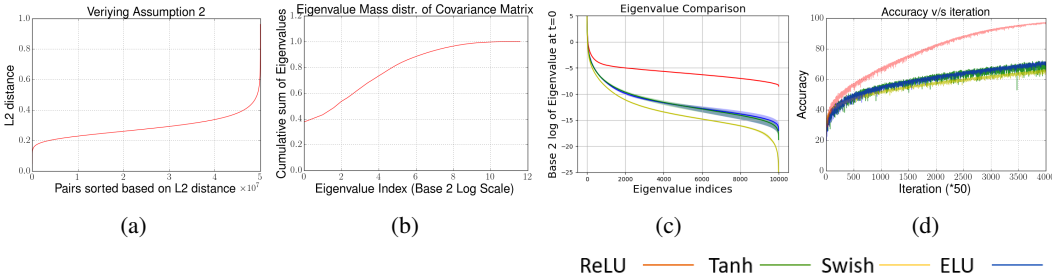 Veriying Assumption 2
L2 distance
1.0
0.8
0.6
0.4
0.2
0.0
0 1 2 3 4 5
Pairs sorted based on L2 distance ×10⁷
(a)
Eigenvalue Mass distr. of Covariance Matrix
Cumulative sum of Eigenvalues
1.2
1.0
0.8
0.6
0.4
0.2
0.0
0 2 4 6 8 10 12
Eigenvalue Index (Base 2 Log Scale)
(b)
Eigenvalue Comparison
Base 2 log of Eigenvalue at t=0
5
0
−5
−10
−15
−20
−25
0 2000 4000 6000 8000 10000
Eigenvalue indices
(c)
Accuracy v/s iteration
Accuracy
100
80
60
40
20
0
0 500 1000 1500 2000 2500 3000 3500 4000
Iteration (*50)
(d)
ReLU Tanh Swish ELU